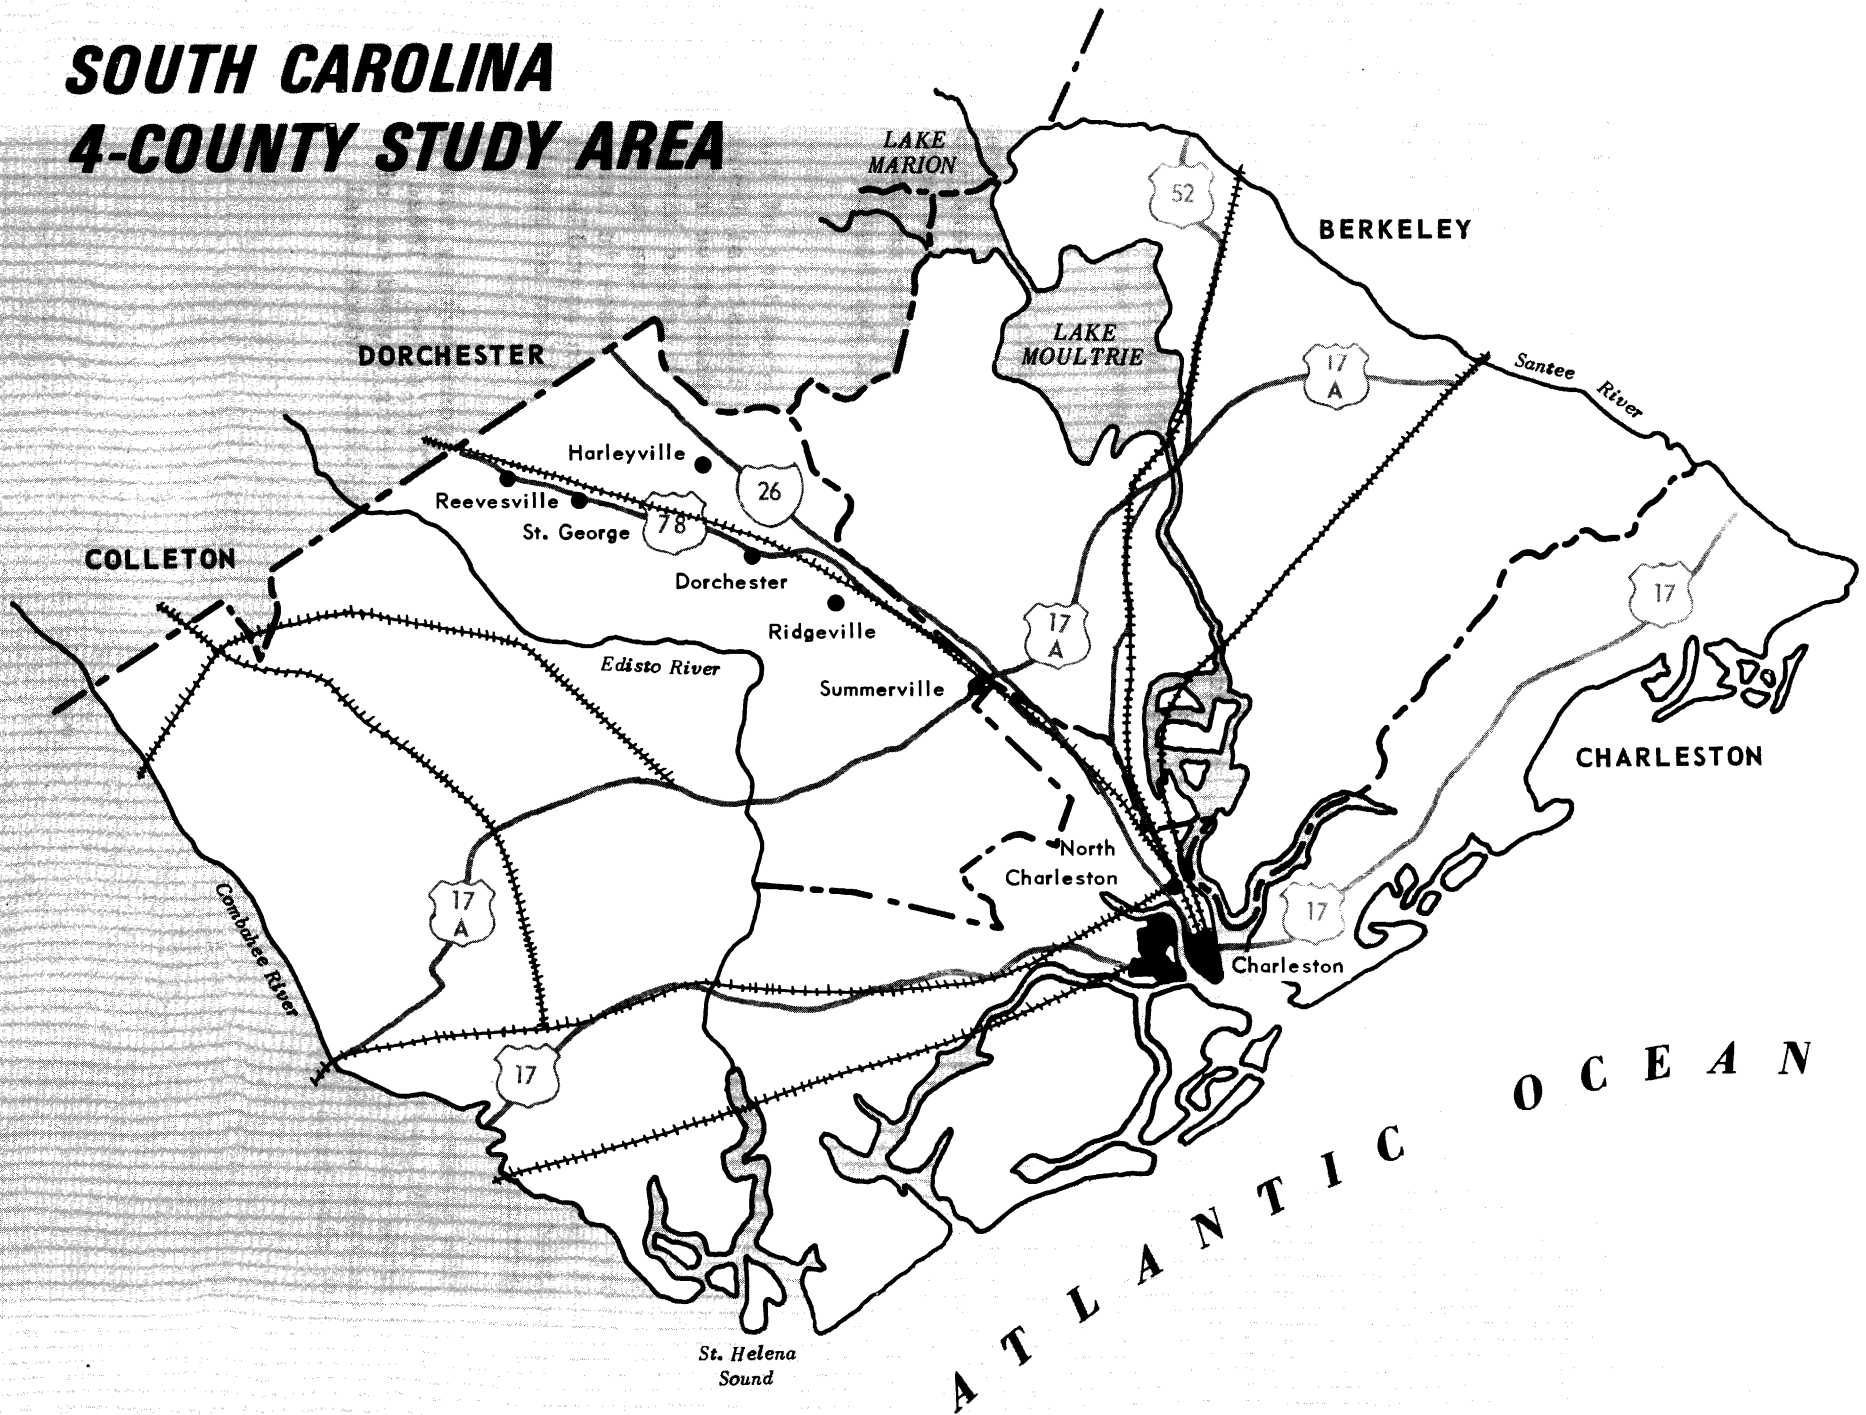 SOUTH CAROLINA
4-COUNTY STUDY AREA
LAKE
MARION
52
BERKELEY
LAKE
MOULTRIE
DORCHESTER
17
A
Santee River
Harleyville
26
Reevesville
78
St. George
COLLETON
Dorchester
17
Ridgeville
17
A
Edisto River
Summerville
CHARLESTON
North
Charleston
17
A
17
Combahee River
Charleston
17
ATLANTIC OCEAN
St. Helena
Sound